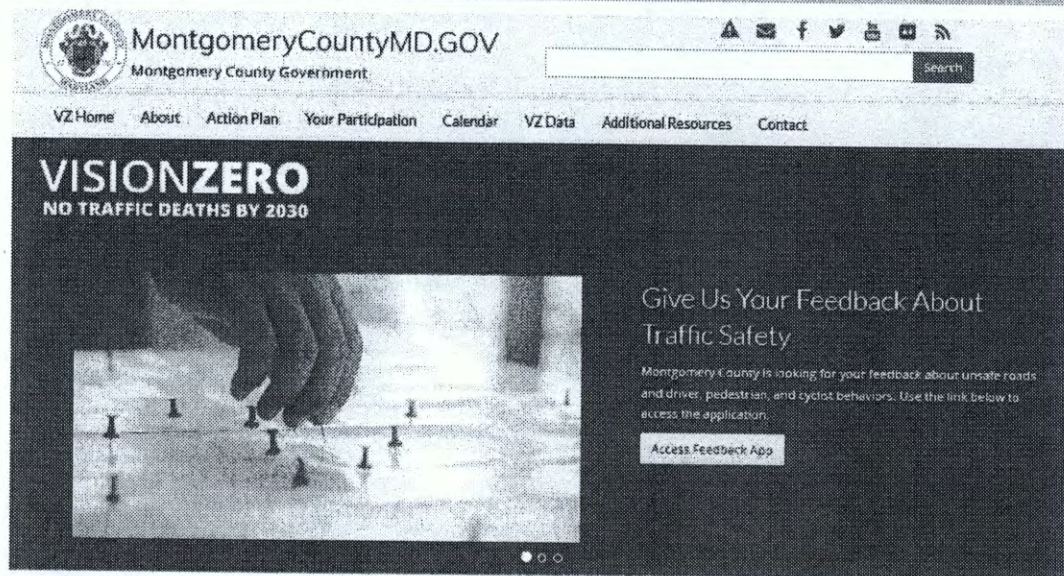 MontgomeryCountyMD.GOV
Montgomery County Government
Search
VZ Home About Action Plan Your Participation Calendar VZ Data Additional Resources Contact
VISIONZERO
NO TRAFFIC DEATHS BY 2030
Give Us Your Feedback About
Traffic Safety
Montgomery County is looking for your feedback about unsafe roads
and driver, pedestrian, and cyclist behaviors. Use the link below to
access the application.
Access Feedback App